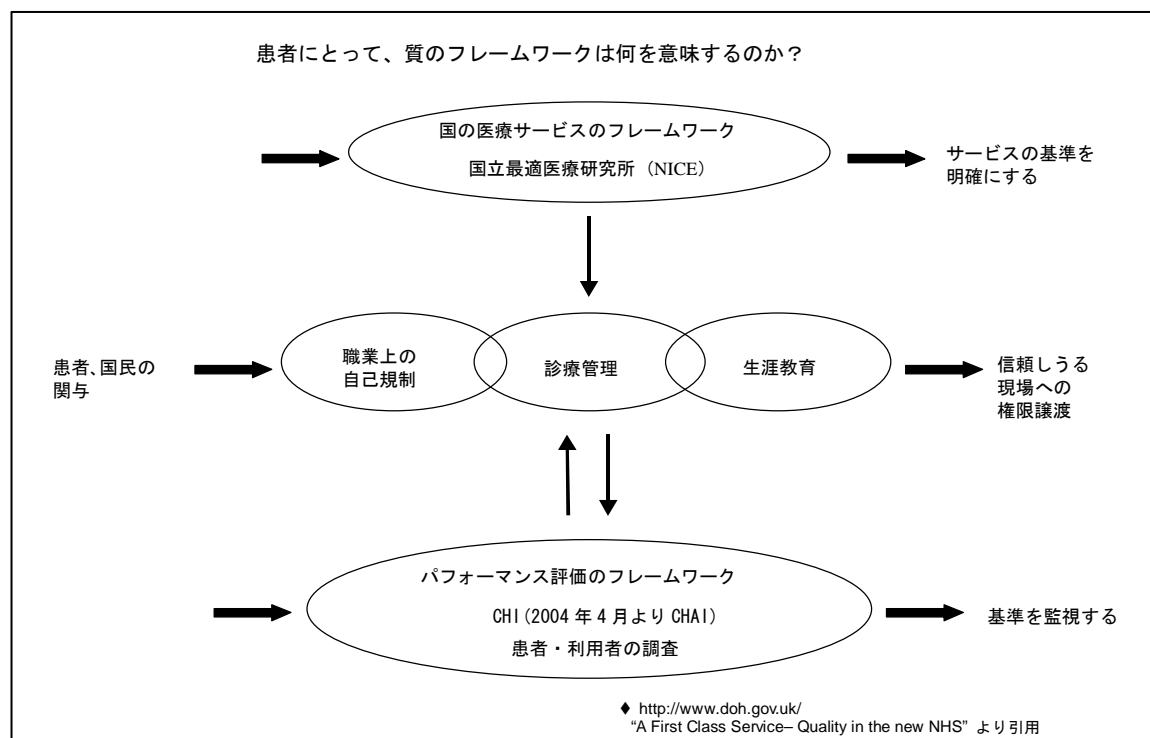 患者にとって、質のフレームワークは何を意味するのか？
国の医療サービスのフレームワーク
国立最適医療研究所（NICE）
サービスの基準を
明確にする
患者、国民の
関与
職業上の
自己規制
診療管理
生涯教育
信頼しうる
現場への
権限譲渡
パフォーマンス評価のフレームワーク
CHI(2004年4月より CHAI)
患者・利用者の調査
基準を監視する
♦ http://www.doh.gov.uk/
“A First Class Service– Quality in the new NHS” より引用